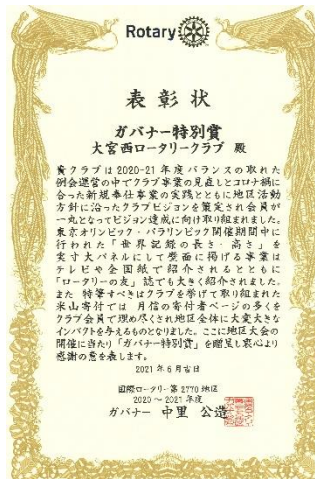 Rotary
表彰状
ガバナー特別賞
大宮西ロータリークラブ 殿
貴クラブは2020-21年度バランスの取れた
例会運営の中でクラブ事業の見直しとコロナ禍に
合った新規奉仕事業の実践とともに地区活動
方針に沿ったクラブビジョンを策定され会員が
一丸となってビジョン達成に向け取り組まれました。
東京オリンピック・パラリンピック開催期間中に
行われた「世界記録の長さ・高さ」を
実寸大パネルにして壁面に掲げる事業は
テレビや全国紙で紹介されるとともに
「ロータリーの友」誌でも大きく紹介されました。
また 特筆すべきはクラブを挙げて取り組まれた
米山寄付では 月信の寄付者ページの多くを
クラブ会員で埋め尽くされ地区全体に大変大きな
インパクトを与えるものとなりました。ここに地区大会の
開催に当たり「ガバナー特別賞」を贈呈し衷心より
感謝の意を表します。
2021年6月吉日
国際ロータリー第2770地区
2020～2021年度
ガバナー 中里 公造